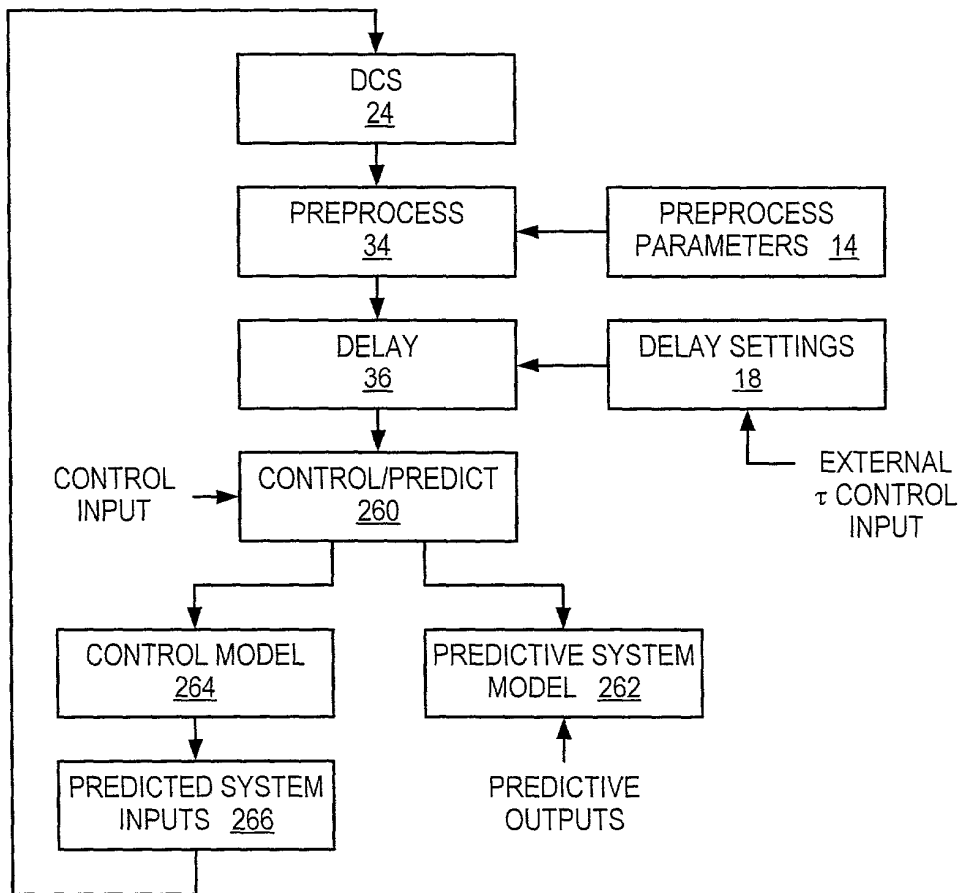 DCS
24
PREPROCESS
34
PREPROCESS
PARAMETERS 14
DELAY
36
DELAY SETTINGS
18
CONTROL
INPUT
CONTROL/PREDICT
260
EXTERNAL
τ CONTROL
INPUT
CONTROL MODEL
264
PREDICTIVE SYSTEM
MODEL 262
PREDICTED SYSTEM
INPUTS 266
PREDICTIVE
OUTPUTS